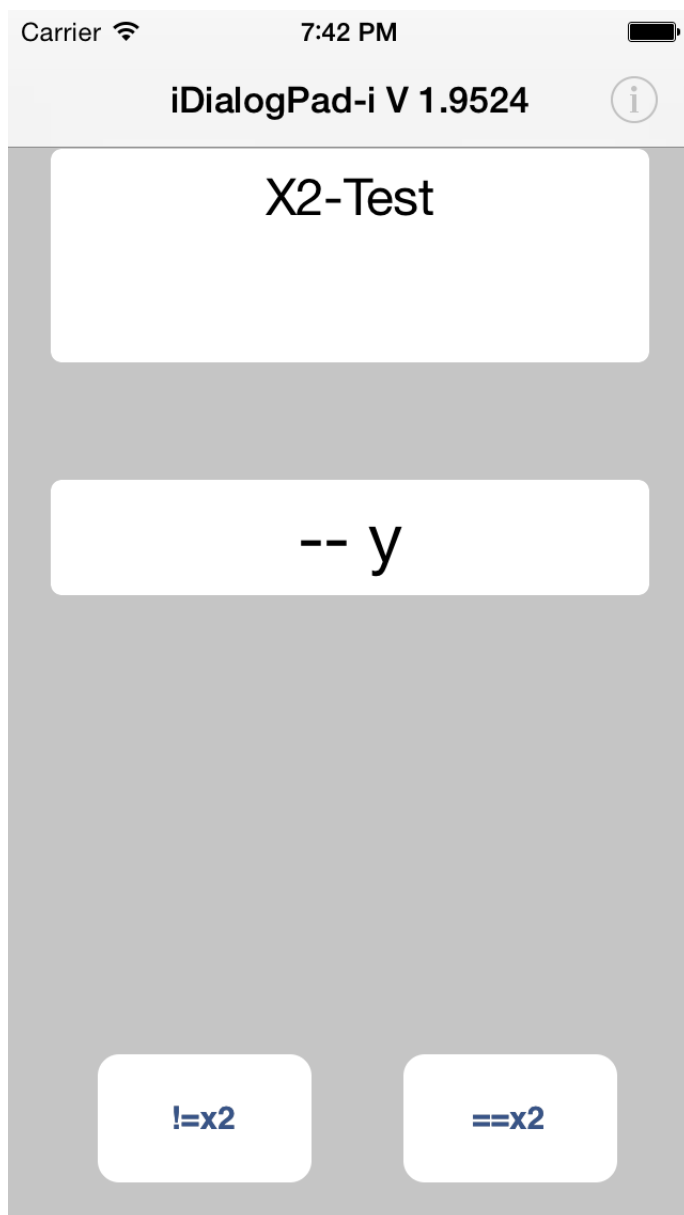 Carrier 7:42 PM
iDialogPad-i V 1.9524 i
X2-Test
-- y
!=x2 ==x2